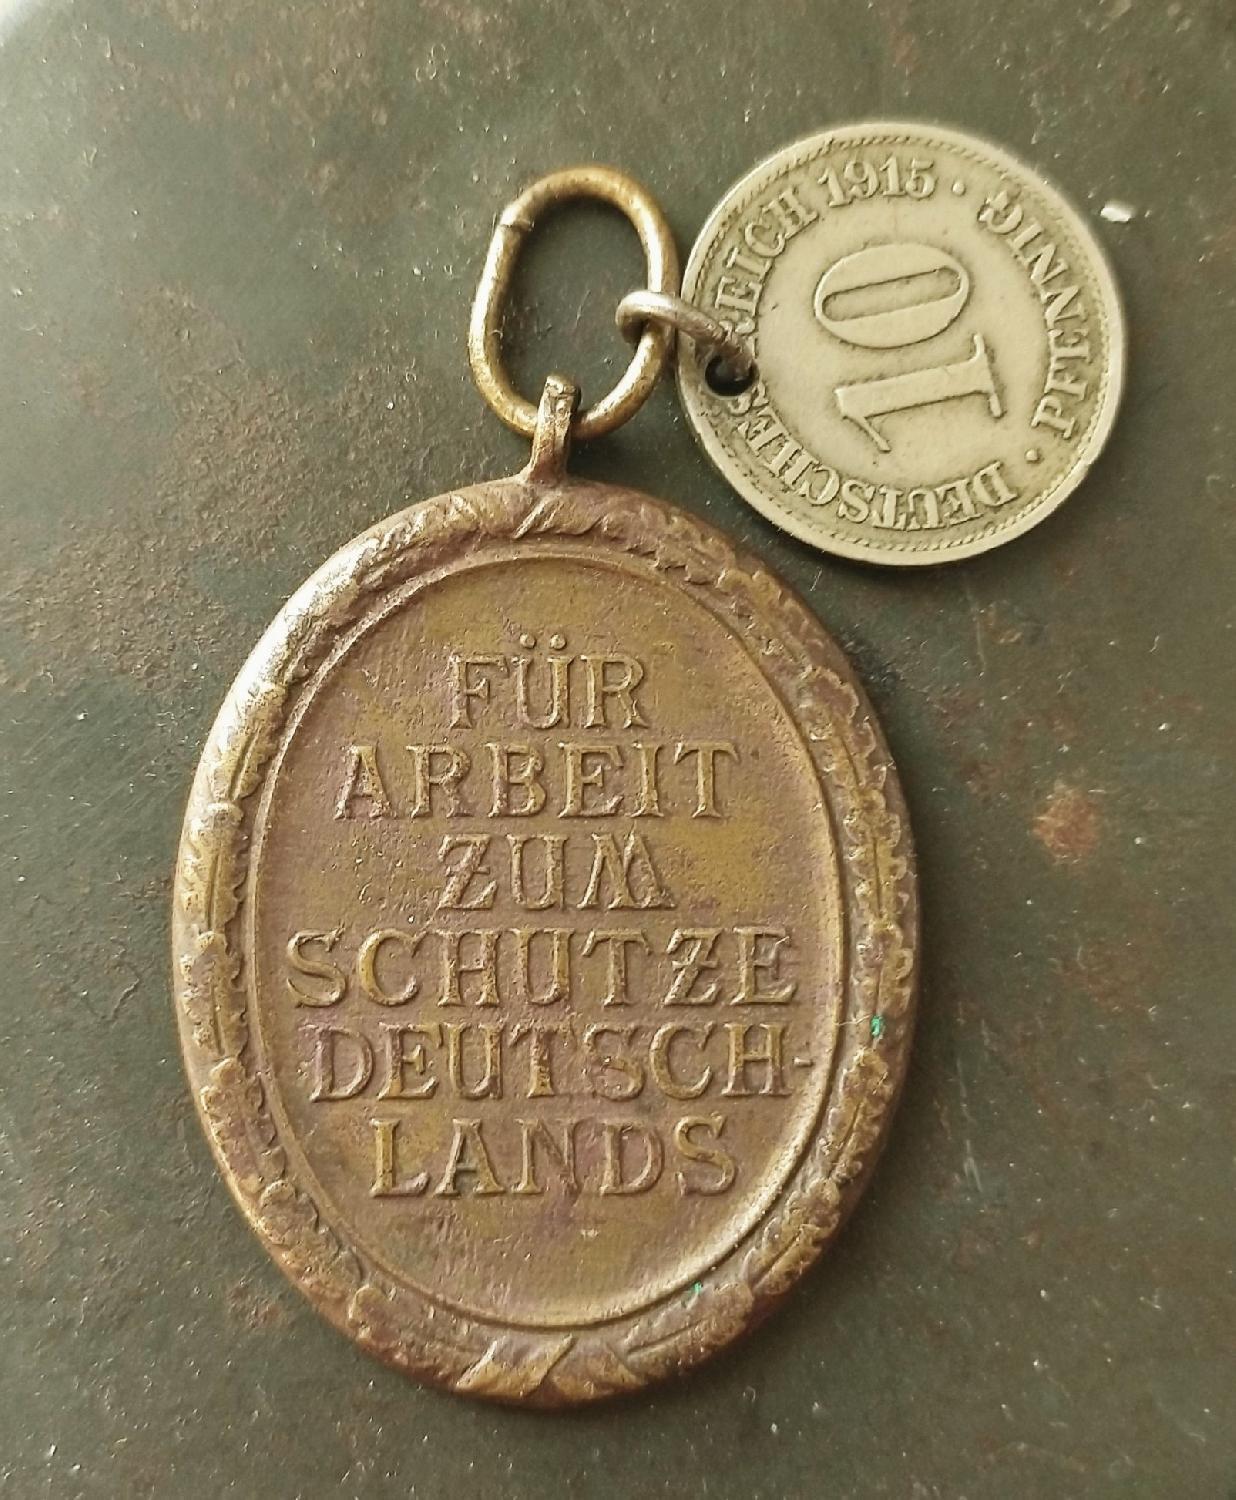 DEUTSCHES REICH 1915 · PFENNIG ·
10
FÜR
ARBEIT
ZUM
SCHUTZE
DEUTSCH-
LANDS